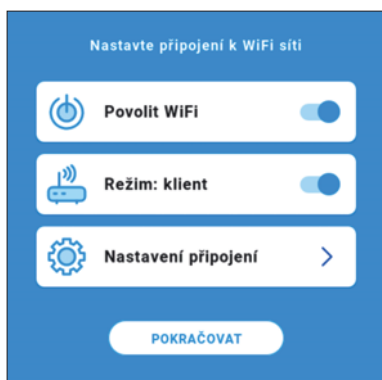 Nastavte připojení k WiFi síti
Povolit WiFi
Režim: klient
Nastavení připojení
POKRAČOVAT